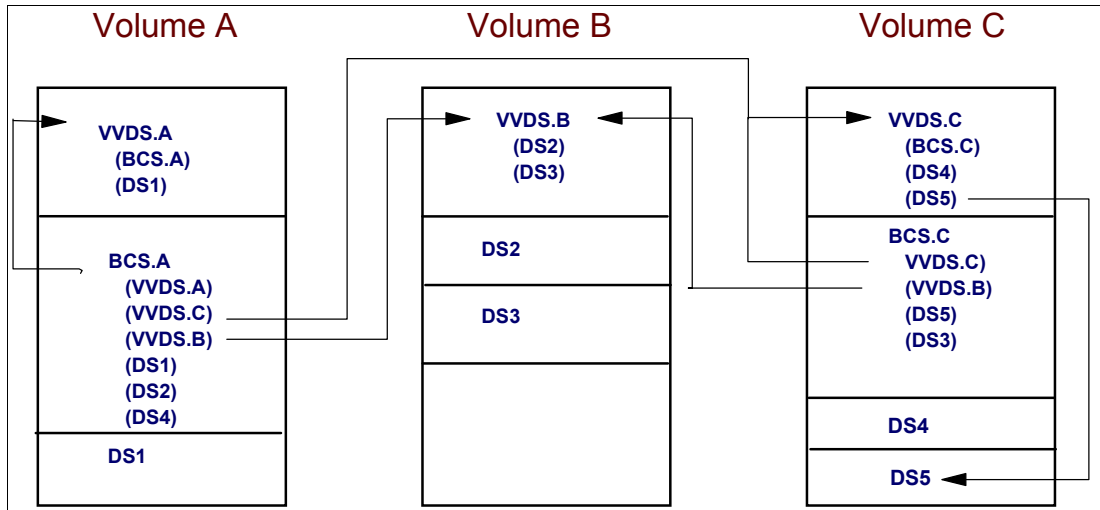 Volume A
VVDS.A
(BCS.A)
(DS1)
BCS.A
(VVDS.A)
(VVDS.C)
(VVDS.B)
(DS1)
(DS2)
(DS4)
DS1
Volume B
VVDS.B
(DS2)
(DS3)
DS2
DS3
Volume C
VVDS.C
(BCS.C)
(DS4)
(DS5)
BCS.C
VVDS.C)
(VVDS.B)
(DS5)
(DS3)
DS4
DS5